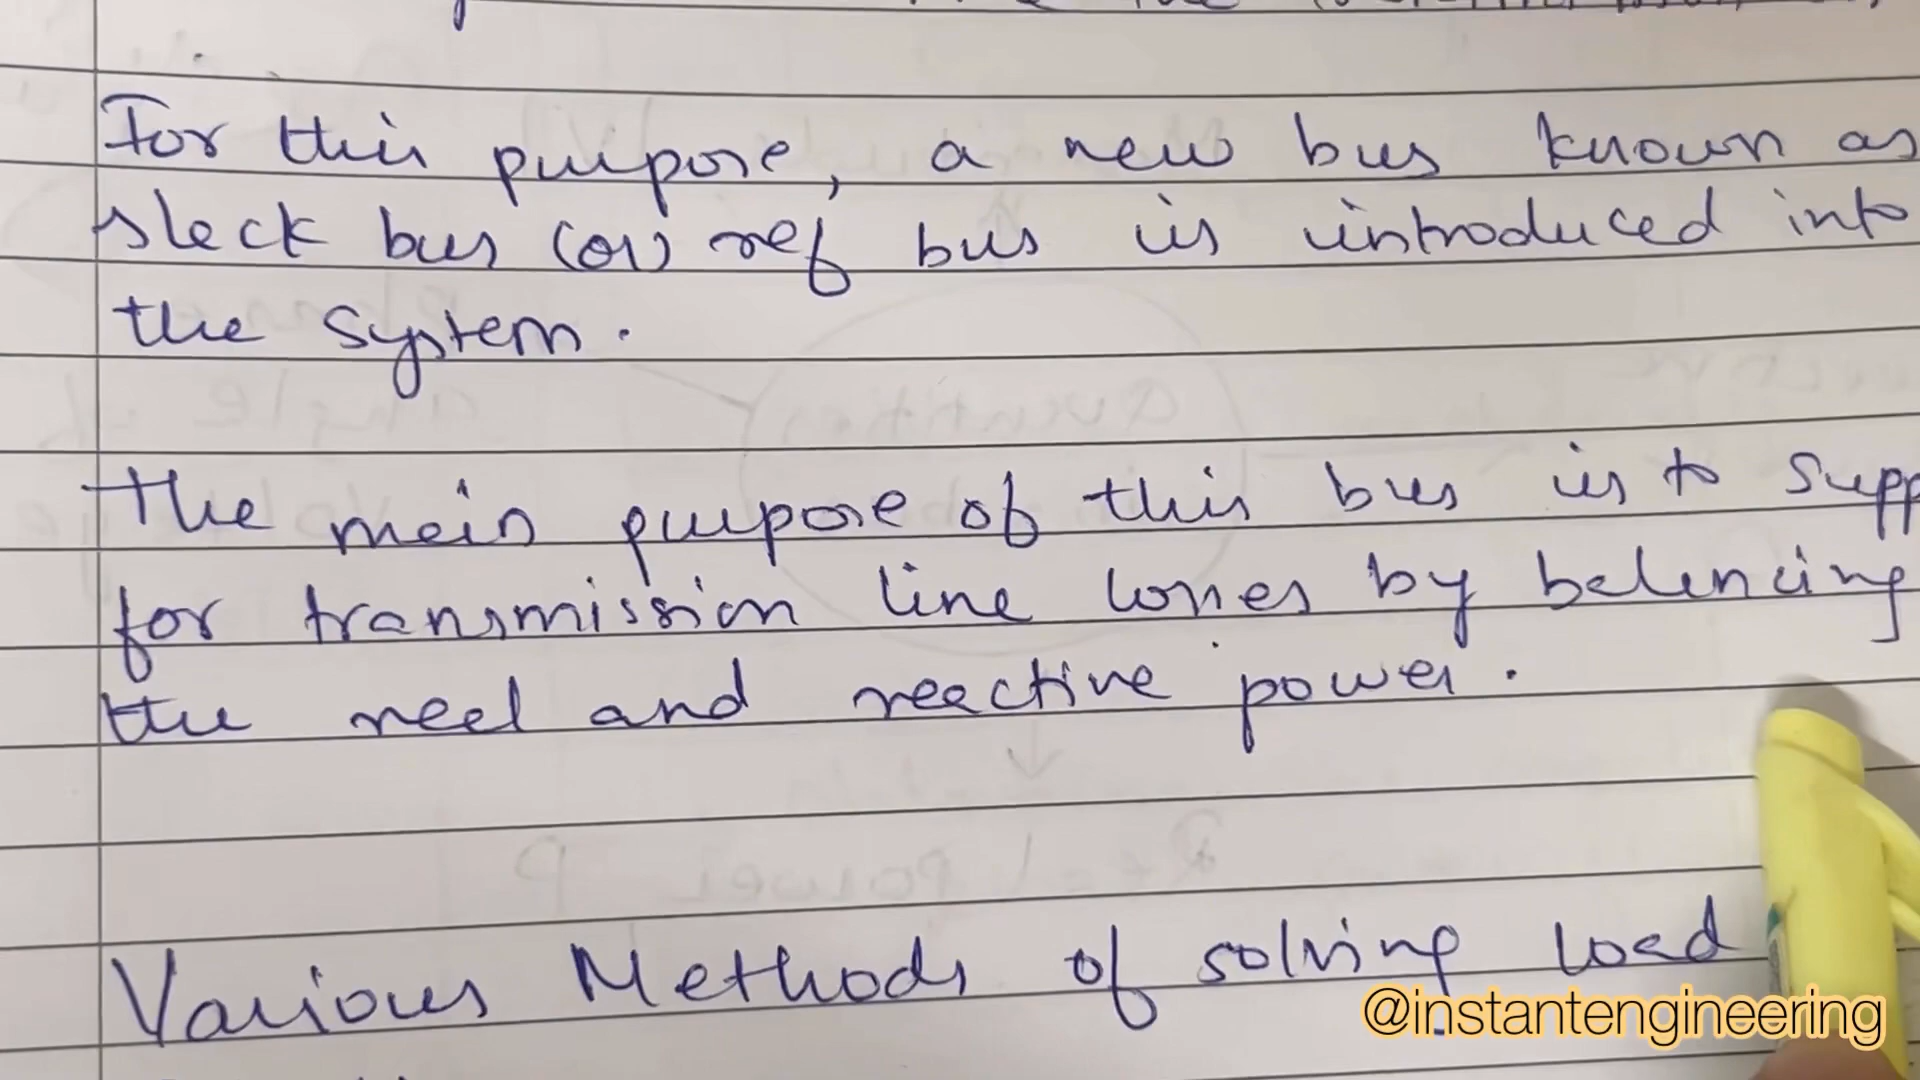 For this purpose, a new bus known as
slack bus (or) ref bus is introduced into
the system.
The main purpose of this bus is to supp
for transmission line losses by balancing
the real and reactive power.
Various Methods of solving load
@instantengineering